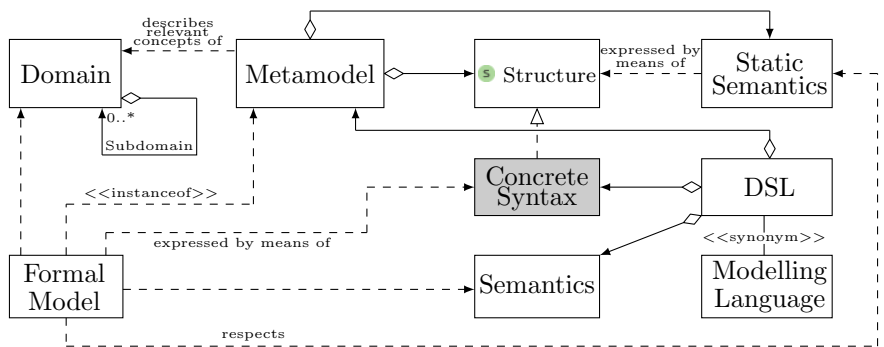 describes
relevant
concepts of
Domain
Metamodel
S Structure
expressed by
means of
Static
Semantics
0..*
Subdomain
<<instanceof>>
Concrete
Syntax
DSL
expressed by means of
<<synonym>>
Formal
Model
Semantics
Modelling
Language
respects